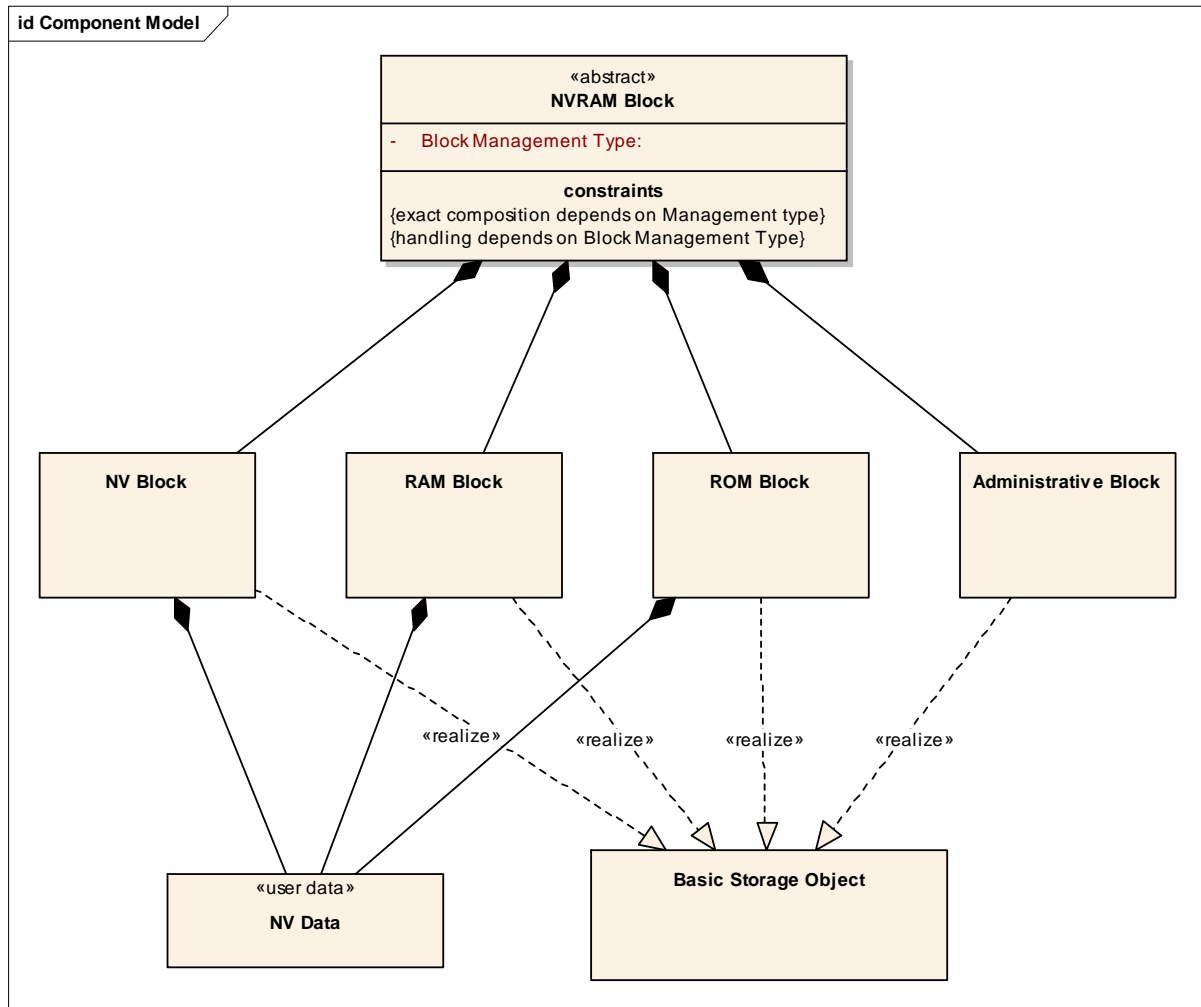 id Component Model
«abstract»
NVRAM Block
- Block Management Type:
constraints
{exact composition depends on Management type}
{handling depends on Block Management Type}
NV Block
RAM Block
ROM Block
Administrative Block
«realize»
«realize»
«realize»
«realize»
«user data»
NV Data
Basic Storage Object